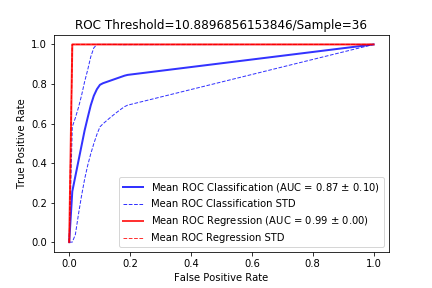 ROC Threshold=10.8896856153846/Sample=36
1.0
0.8
0.6
0.4
0.2
0.0
True Positive Rate
Mean ROC Classification (AUC = 0.87 ± 0.10)
Mean ROC Classification STD
Mean ROC Regression (AUC = 0.99 ± 0.00)
Mean ROC Regression STD
0.0 0.2 0.4 0.6 0.8 1.0
False Positive Rate